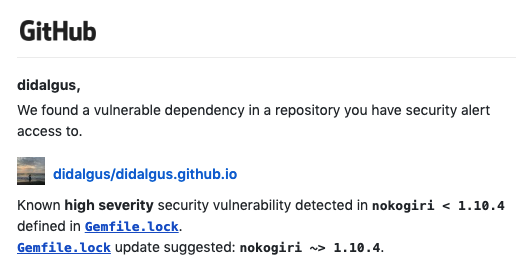 GitHub
didalgus,
We found a vulnerable dependency in a repository you have security alert
access to.
didalgus/didalgus.github.io
Known high severity security vulnerability detected in nokogiri < 1.10.4
defined in Gemfile.lock.
Gemfile.lock update suggested: nokogiri ~> 1.10.4.